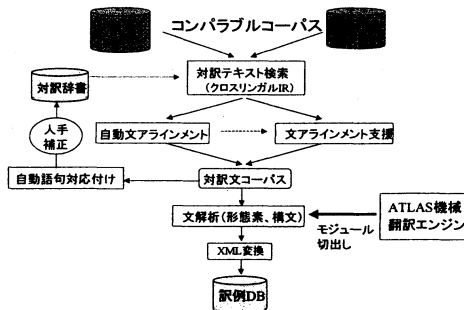 コンパラブルコーパス
対訳テキスト検索
(クロスリンガルIR)
対訳辞書
人手
補正
自動文アラインメント
文アラインメント支援
自動語句対応付け
対訳文コーパス
文解析(形態素、構文)
ATLAS機械
翻訳エンジン
モジュール
切出し
XML変換
訳例DB